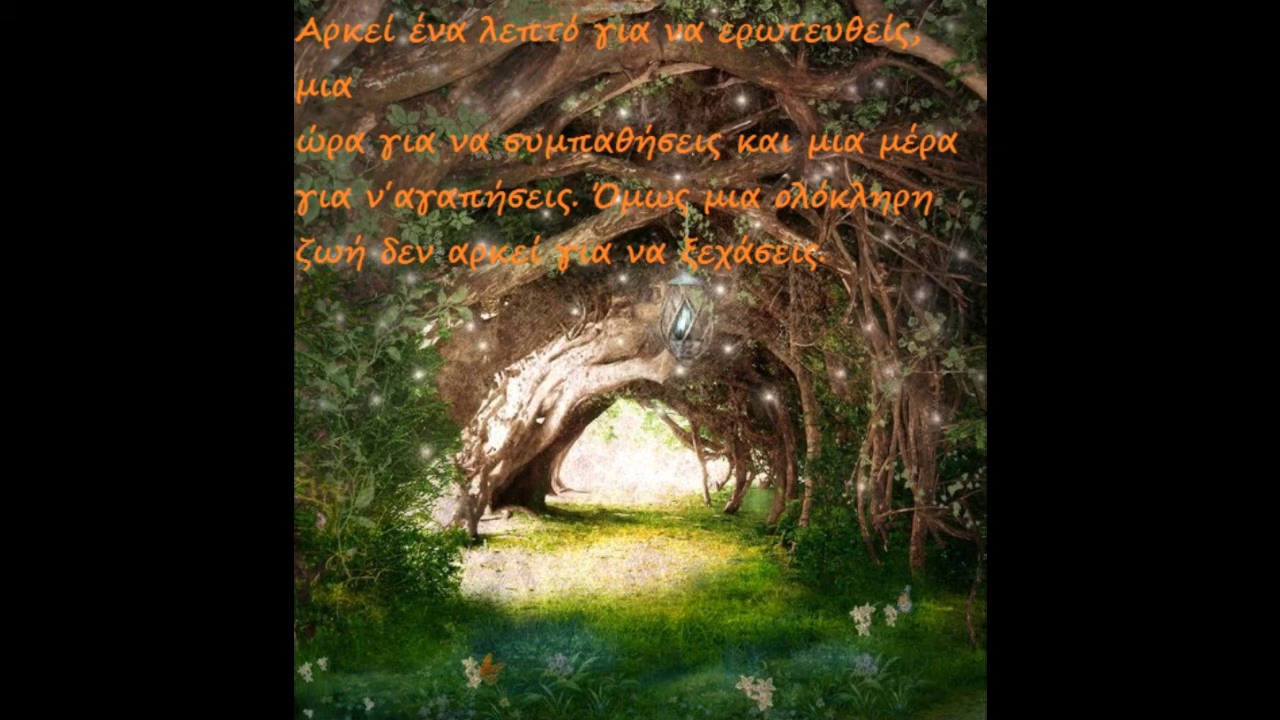 Αρκεί ένα λεπτό για να ερωτευθείς,
μια
ώρα για να συμπαθήσεις και μια μέρα
για ν'αγαπήσεις. Όμως μια ολόκληρη
ζωή δεν αρκεί για να ξεχάσεις.